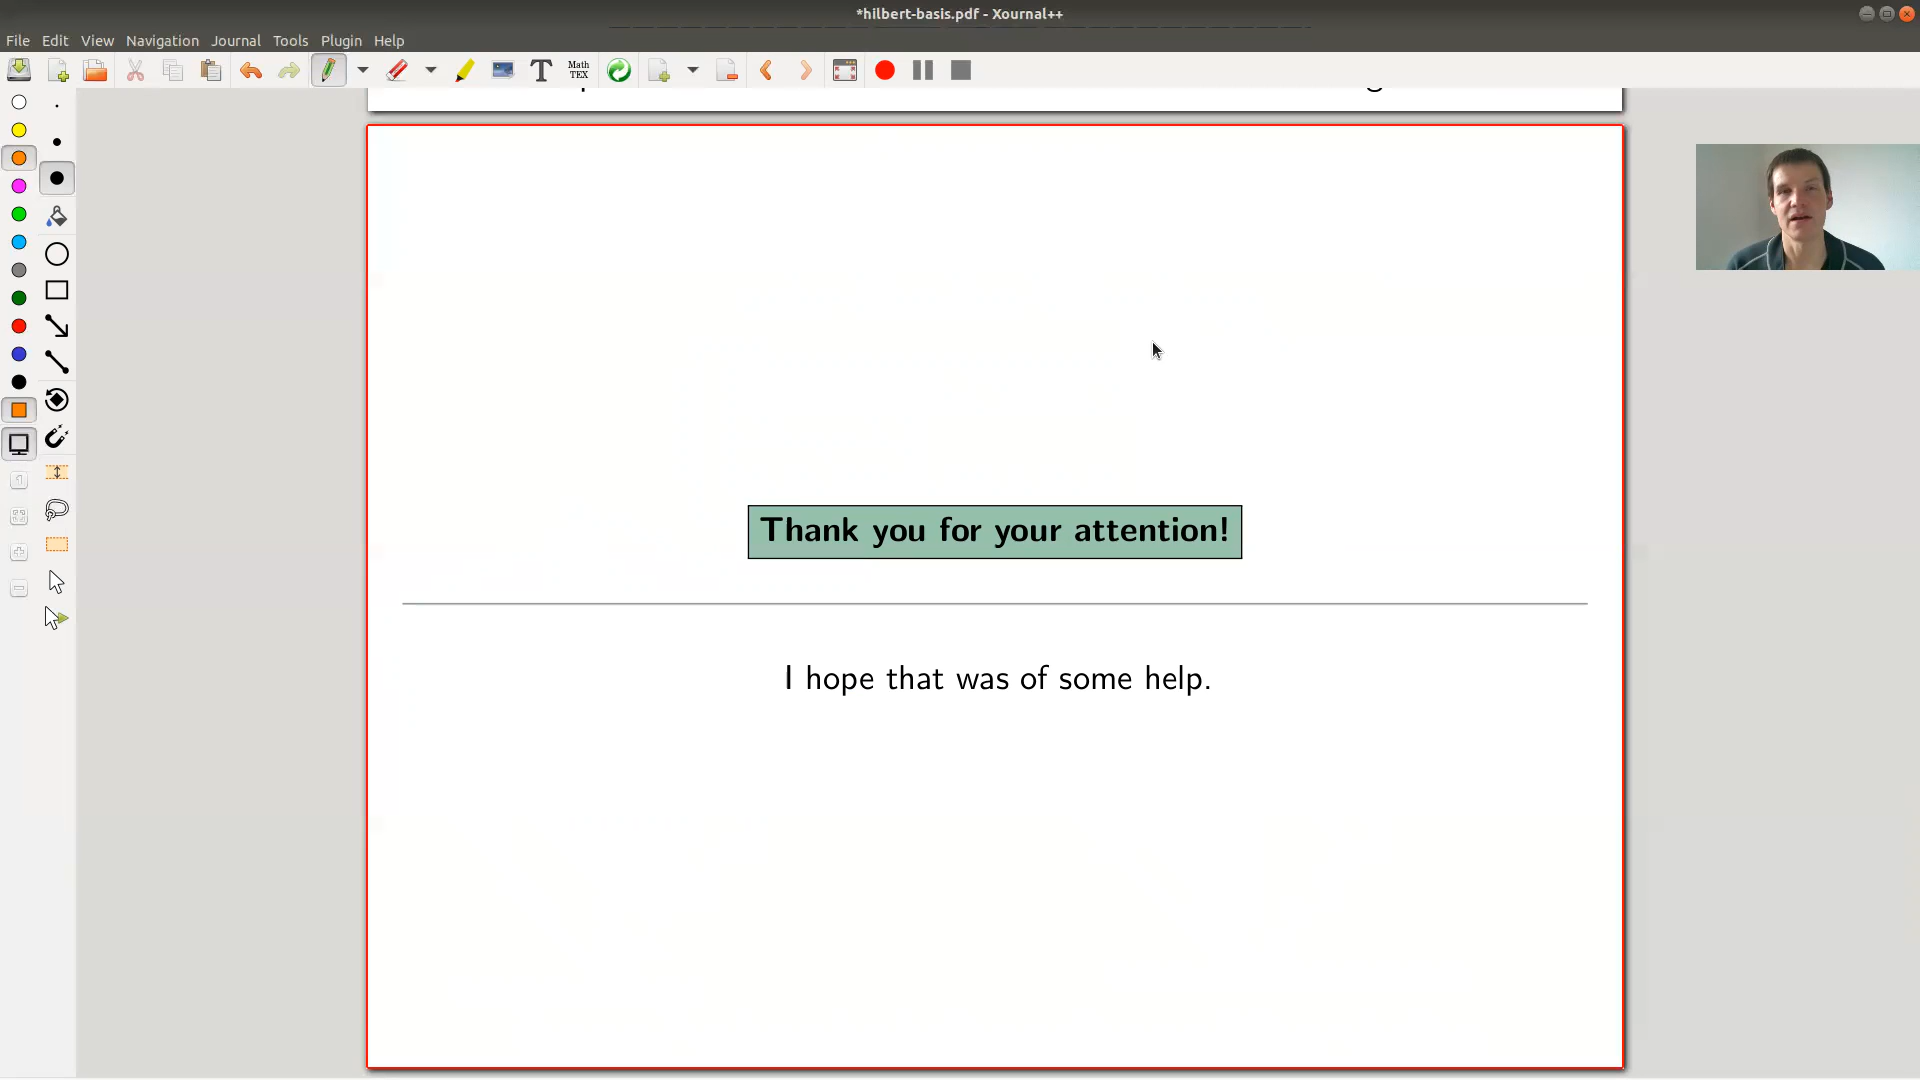 *hilbert-basis.pdf - Xournal++
File Edit View Navigation Journal Tools Plugin Help
Math
TEX
Thank you for your attention!
I hope that was of some help.